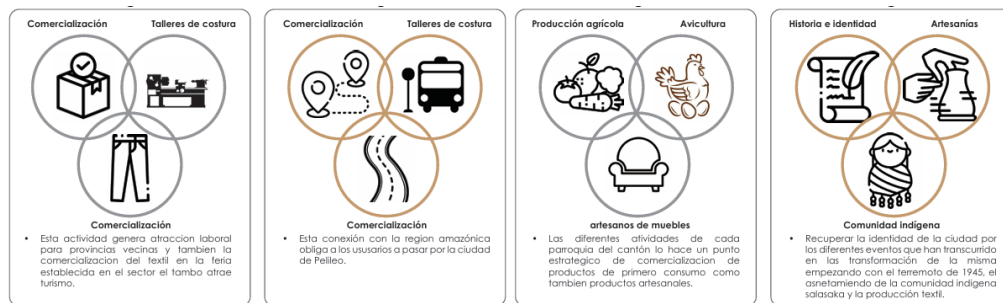 Comercialización
Talleres de costura
Comercialización
• Esta actividad genera atraccion laboral
para provincias vecinas y tambien la
comercialización del textil en la feria
establecida en el sector el tambo atrae
turismo.
Comercialización
Talleres de costura
Comercialización
• Esta conexión con la region amazónica
obliga a los ususarios a pasar por la ciudad
de Pelileo.
Producción agrícola
Avicultura
artesanos de muebles
• Las diferentes atividades de cada
parroquia del cantón lo hace un punto
estrategico de comercialización de
productos de primero consumo como
tambien productos artesanales.
Historia e identidad
Artesanías
Comunidad indígena
• Recuperar la identidad de la ciudad por
los diferentes eventos que han transcurrido
en las transformación de la misma
empezando con el terremoto de 1945, el
asnetamiendo de la comunidad indigena
salasaka y la producción textil.